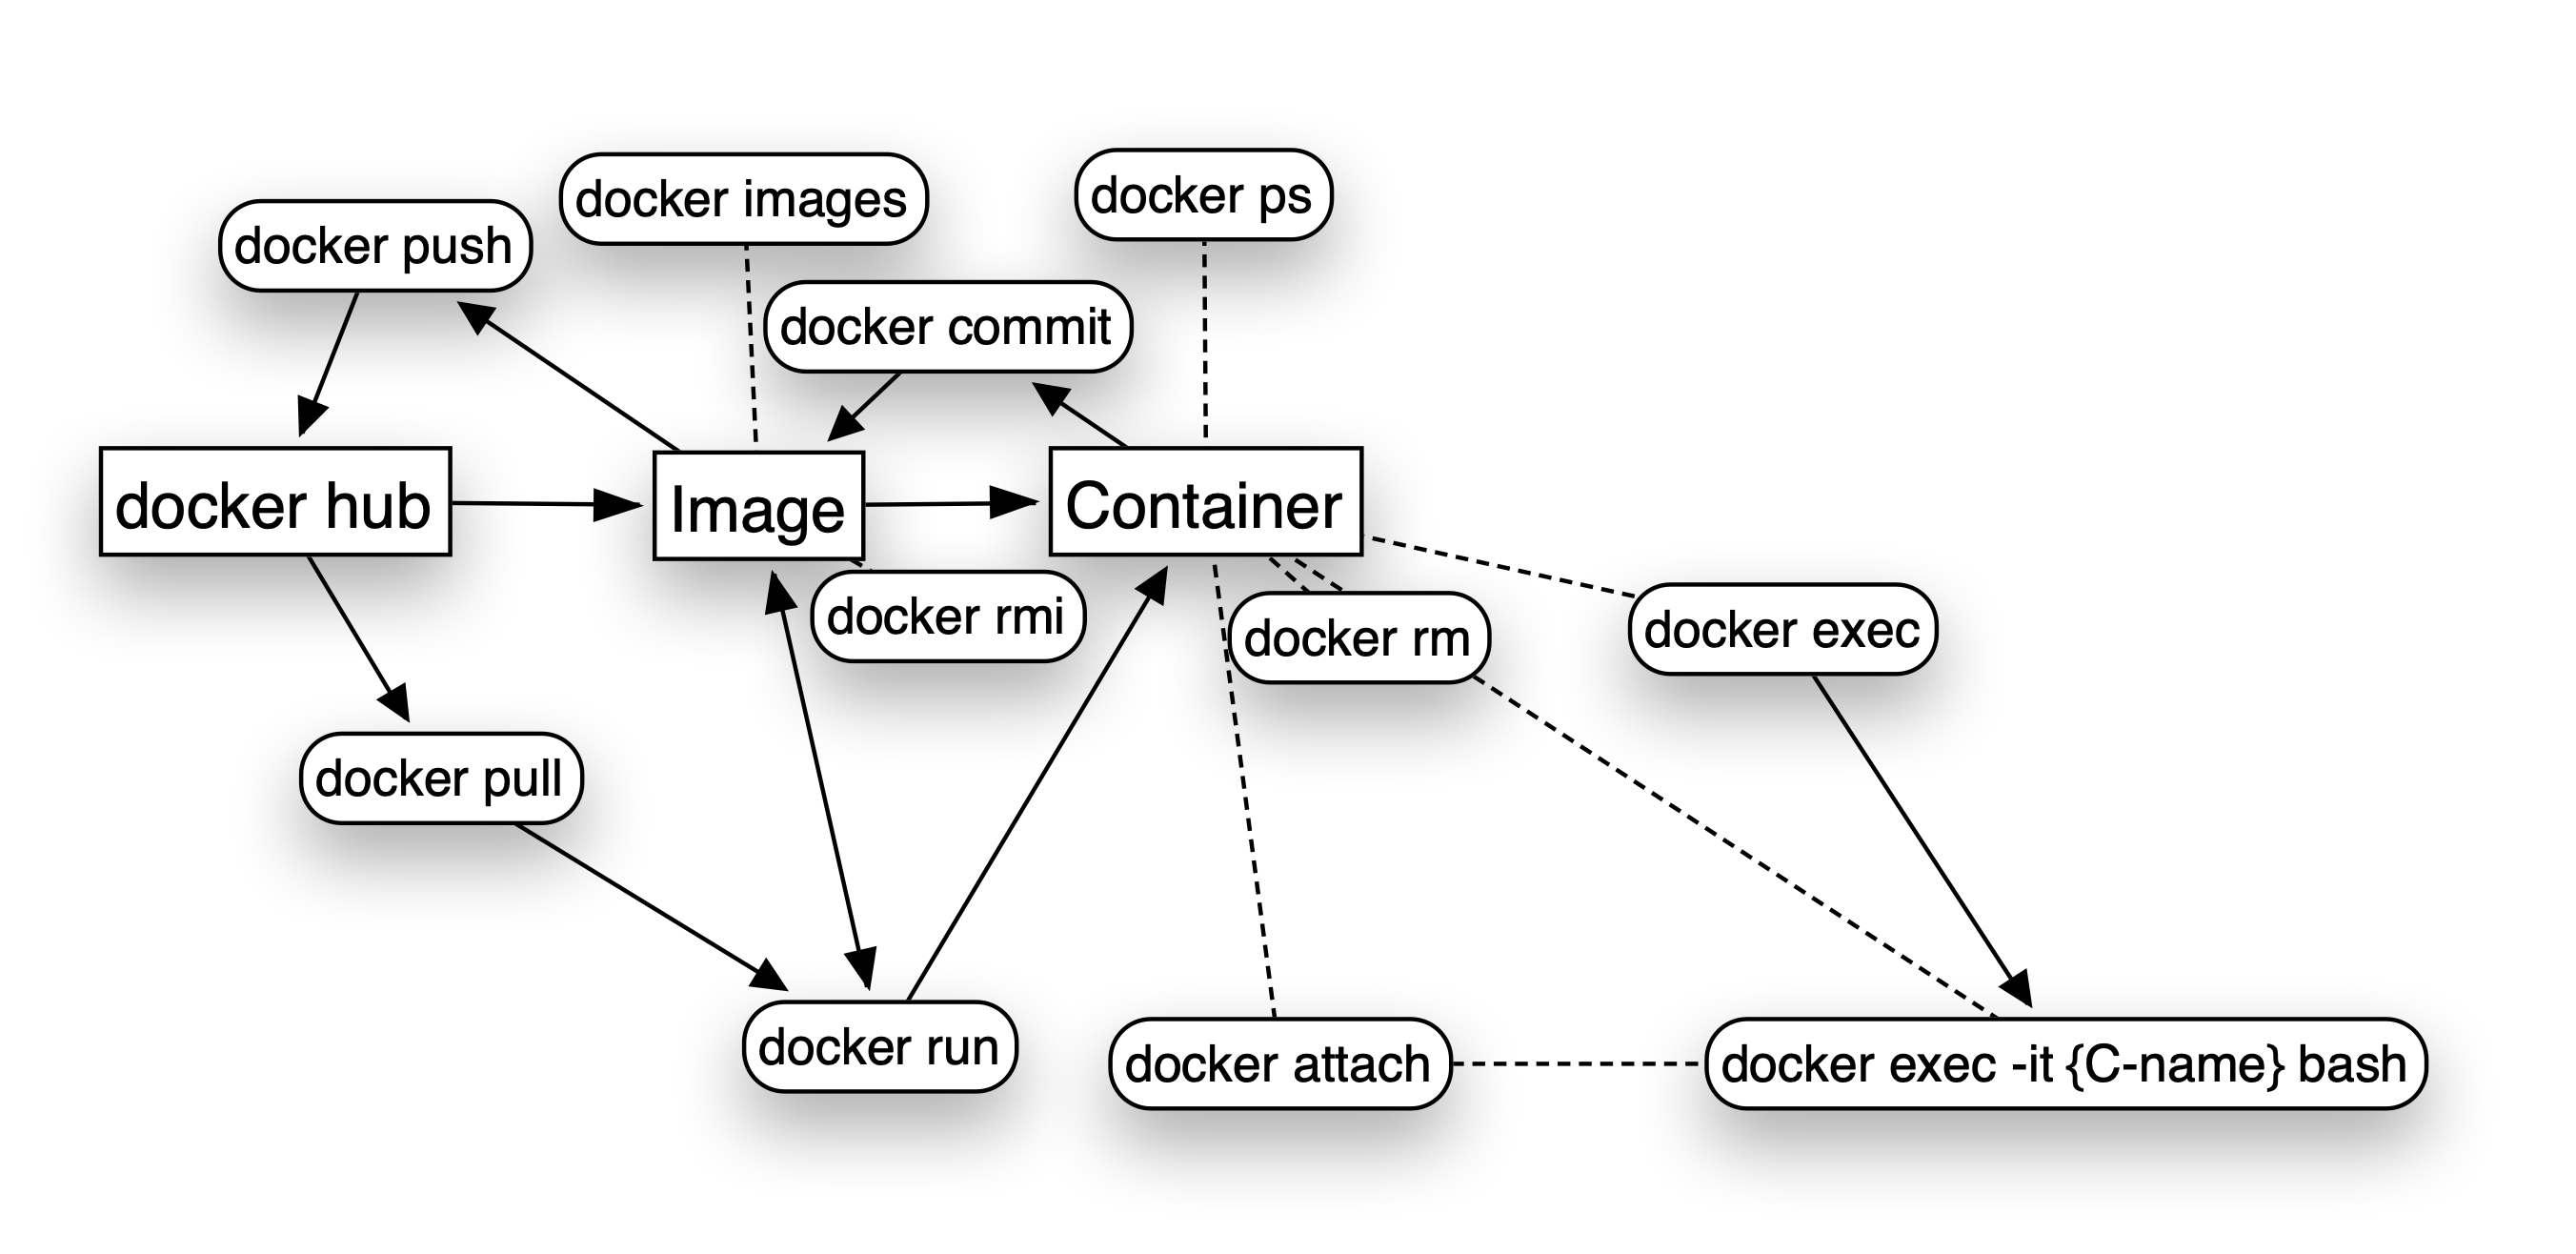 docker ps
docker images
docker push
docker commit
docker hub
Image
Container
docker rmi
docker rm
docker exec
docker pull
docker run
docker attach
docker exec -it {C-name} bash